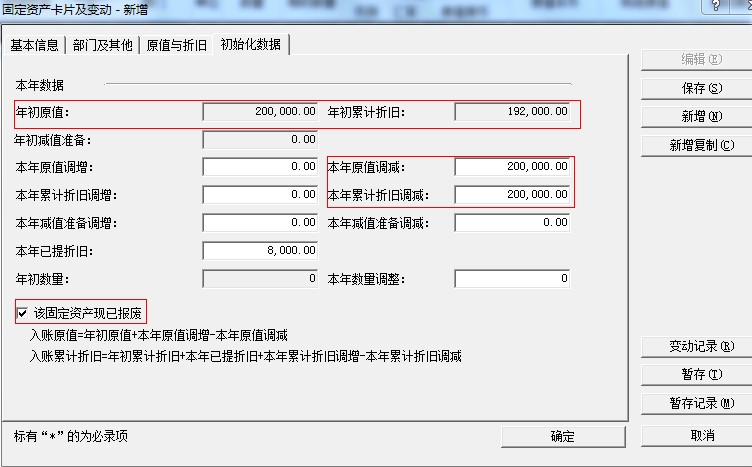 固定资产卡片及变动 - 新增
基本信息 部门及其他 原值与折旧 初始化数据
编辑(E)
本年数据
保存(S)
年初原值: 200,000.00 年初累计折旧: 192,000.00
新增(N)
年初减值准备: 0.00
新增复制(C)
本年原值调增: 0.00 本年原值调减: 200,000.00
本年累计折旧调增: 0.00 本年累计折旧调减: 200,000.00
本年减值准备调增: 0.00 本年减值准备调减: 0.00
本年已提折旧: 8,000.00
年初数量: 0 本年数量调整: 0
该固定资产现已报废
入账原值=年初原值+本年原值调增-本年原值调减
变动记录(R)
入账累计折旧=年初累计折旧+本年已提折旧+本年累计折旧调增-本年累计折旧调减
暂存(T)
暂存记录(M)
标有“*”的为必录项 确定 取消